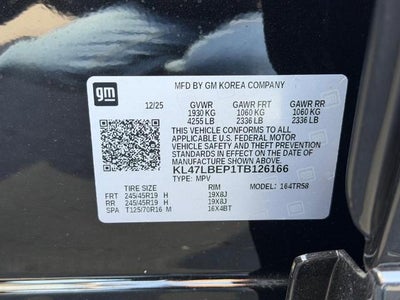 gm
MFD BY GM KOREA COMPANY
12/25 GVWR GAWR FRT GAWR RR
1930 KG 1060 KG 1060 KG
4255 LB 2336 LB 2336 LB
THIS VEHICLE CONFORMS TO ALL
APPLICABLE U.S. FEDERAL MOTOR
VEHICLE SAFETY AND THEFT PREVENTION
STANDARDS IN EFFECT ON THE DATE OF
MANUFACTURE SHOWN ABOVE.
KL47LBEP1TB126166
TYPE: MPV MODEL: 164TR58
TIRE SIZE RIM
FRT 245/45R19 H 19X8J
RR 245/45R19 H 19X8J
SPA T125/70R16 M 16X4BT